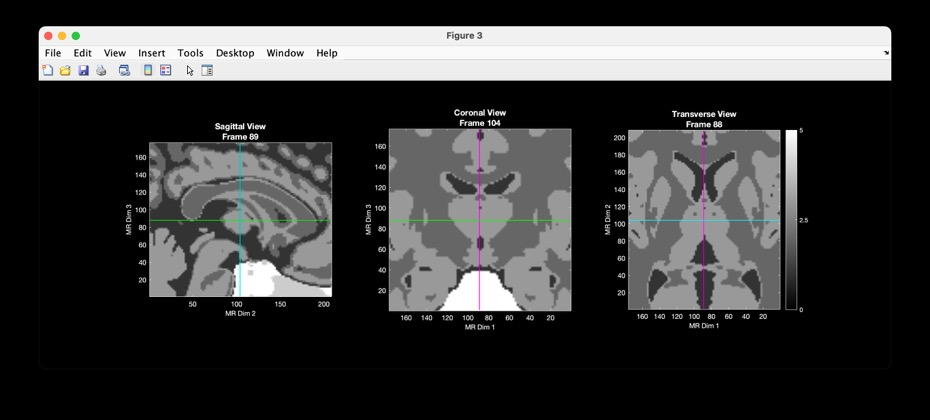 Figure 3
File Edit View Insert Tools Desktop Window Help
Sagittal View
Frame 89
160
140
120
100
80
60
40
20
MR Dim 3
50 100 150 200
MR Dim 2
Coronal View
Frame 104
160
140
120
100
80
60
40
20
MR Dim 3
160 140 120 100 80 60 40 20
MR Dim 1
Transverse View
Frame 88
200
180
160
140
120
100
80
60
40
20
MR Dim 2
160 140 120 100 80 60 40 20
MR Dim 1
5
2.5
0